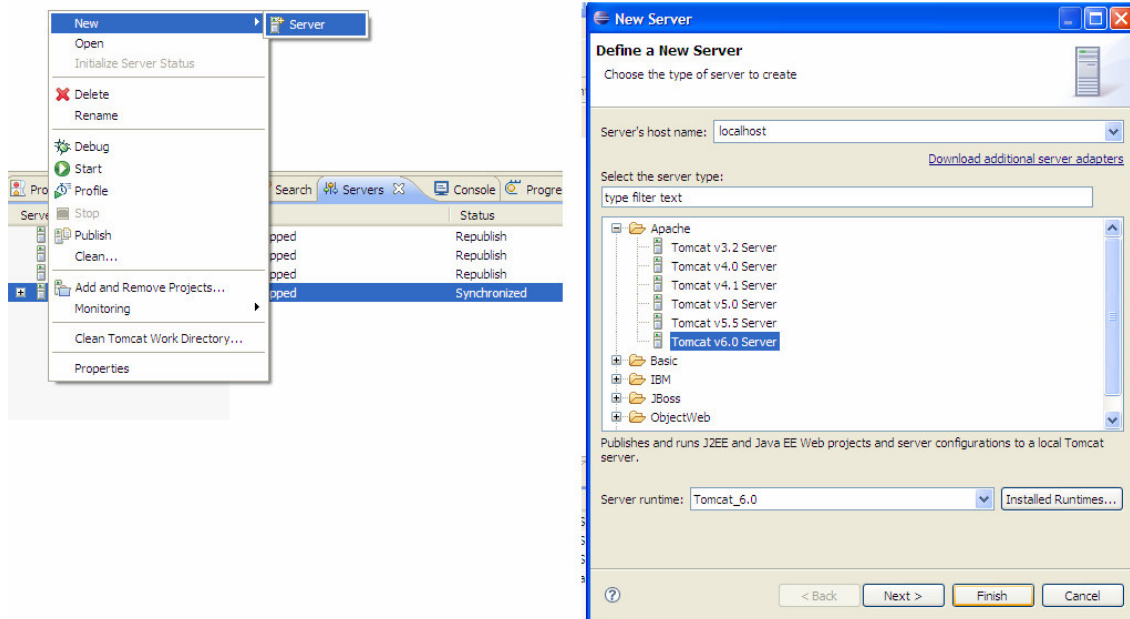 New
Server
Open
Initialize Server Status
Delete
Rename
Debug
Start
Profile
Stop
Publish
Clean...
Add and Remove Projects...
Monitoring
Clean Tomcat Work Directory...
Properties
Search Servers Console
Status
Republish
Republish
Republish
Synchronized
New Server
Define a New Server
Choose the type of server to create
Server's host name: localhost
Download additional server adapters
Select the server type:
type filter text
Apache
Tomcat v3.2 Server
Tomcat v4.0 Server
Tomcat v4.1 Server
Tomcat v5.0 Server
Tomcat v5.5 Server
Tomcat v6.0 Server
Basic
IBM
JBoss
ObjectWeb
Publishes and runs J2EE and Java EE Web projects and server configurations to a local Tomcat
server.
Server runtime: Tomcat_6.0 Installed Runtimes...
< Back Next > Finish Cancel